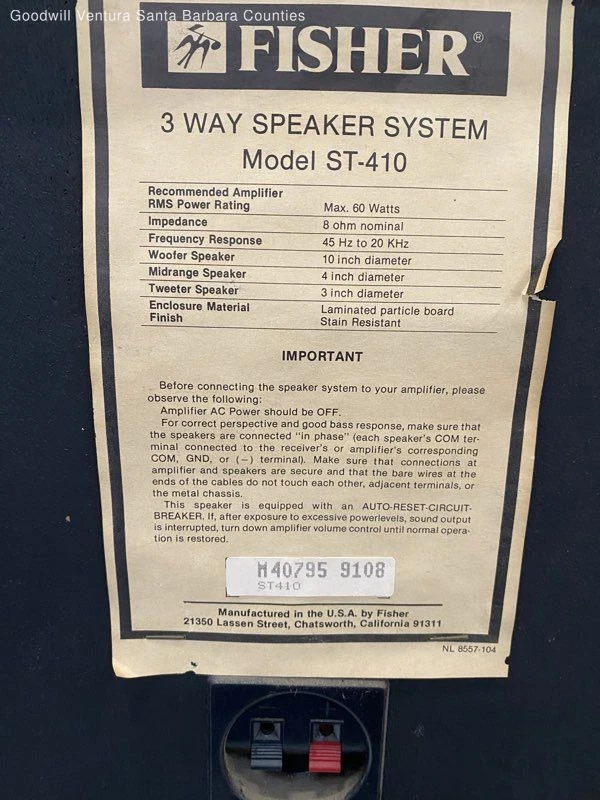 Goodwill Ventura Santa Barbara Counties
FISHER®
3 WAY SPEAKER SYSTEM
Model ST-410
Recommended Amplifier
RMS Power Rating Max. 60 Watts
Impedance 8 ohm nominal
Frequency Response 45 Hz to 20 KHz
Woofer Speaker 10 inch diameter
Midrange Speaker 4 inch diameter
Tweeter Speaker 3 inch diameter
Enclosure Material Laminated particle board
Finish Stain Resistant
IMPORTANT
Before connecting the speaker system to your amplifier, please
observe the following:
Amplifier AC Power should be OFF.
For correct perspective and good bass response, make sure that
the speakers are connected "in phase" (each speaker's COM ter-
minal connected to the receiver's or amplifier's corresponding
COM, GND, or (−) terminal). Make sure that connections at
amplifier and speakers are secure and that the bare wires at the
ends of the cables do not touch each other, adjacent terminals, or
the metal chassis.
This speaker is equipped with an AUTO-RESET-CIRCUIT-
BREAKER. If, after exposure to excessive powerlevels, sound output
is interrupted, turn down amplifier volume control until normal opera-
tion is restored.
M40795 9108
ST410
Manufactured in the U.S.A. by Fisher
21350 Lassen Street, Chatsworth, California 91311
NL 8557-104